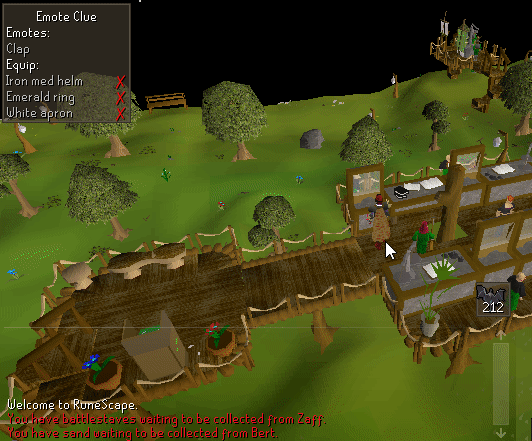 Emote Clue
Emotes:
Clap
Equip:
Iron med helm X
Emerald ring X
White apron X
212
Welcome to RuneScape.
You have battlestaves waiting to be collected from Zaff.
You have sand waiting to be collected from Bert.